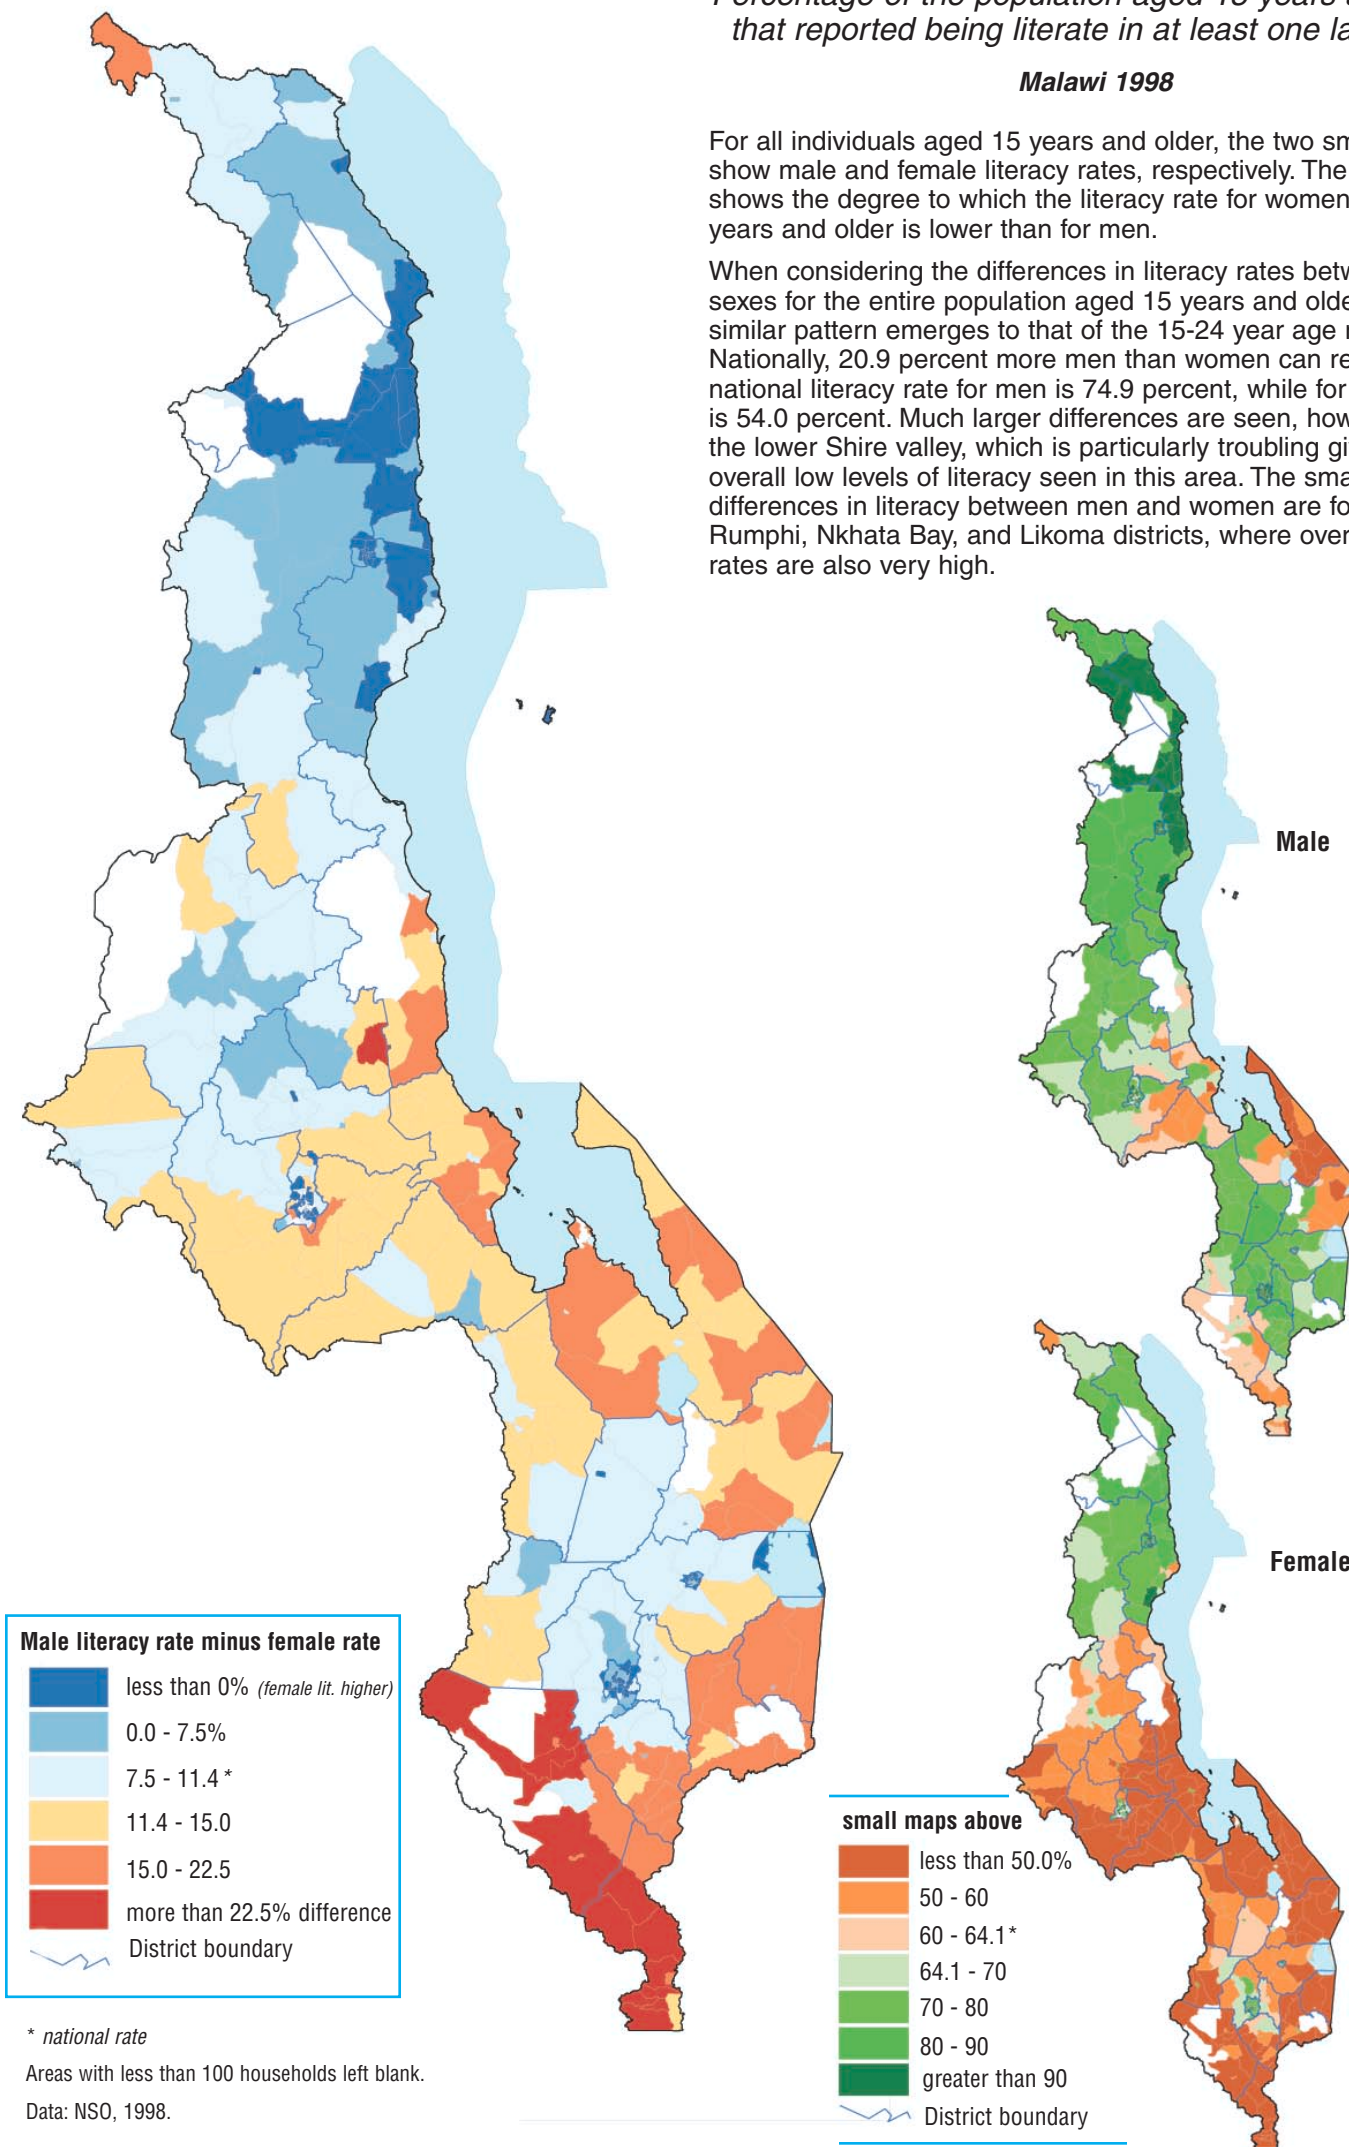 Percentage of the population aged 15 years
that reported being literate in at least one la
Malawi 1998
For all individuals aged 15 years and older, the two sm
show male and female literacy rates, respectively. The
shows the degree to which the literacy rate for women
years and older is lower than for men.
When considering the differences in literacy rates betw
sexes for the entire population aged 15 years and olde
similar pattern emerges to that of the 15-24 year age
Nationally, 20.9 percent more men than women can re
national literacy rate for men is 74.9 percent, while for
is 54.0 percent. Much larger differences are seen, how
the lower Shire valley, which is particularly troubling gi
overall low levels of literacy seen in this area. The sma
differences in literacy between men and women are fo
Rumphi, Nkhata Bay, and Likoma districts, where over
rates are also very high.
Male
Female
Male literacy rate minus female rate
less than 0% (female lit. higher)
0.0 - 7.5%
7.5 - 11.4 *
11.4 - 15.0
15.0 - 22.5
more than 22.5% difference
District boundary
* national rate
Areas with less than 100 households left blank.
Data: NSO, 1998.
small maps above
less than 50.0%
50 - 60
60 - 64.1*
64.1 - 70
70 - 80
80 - 90
greater than 90
District boundary